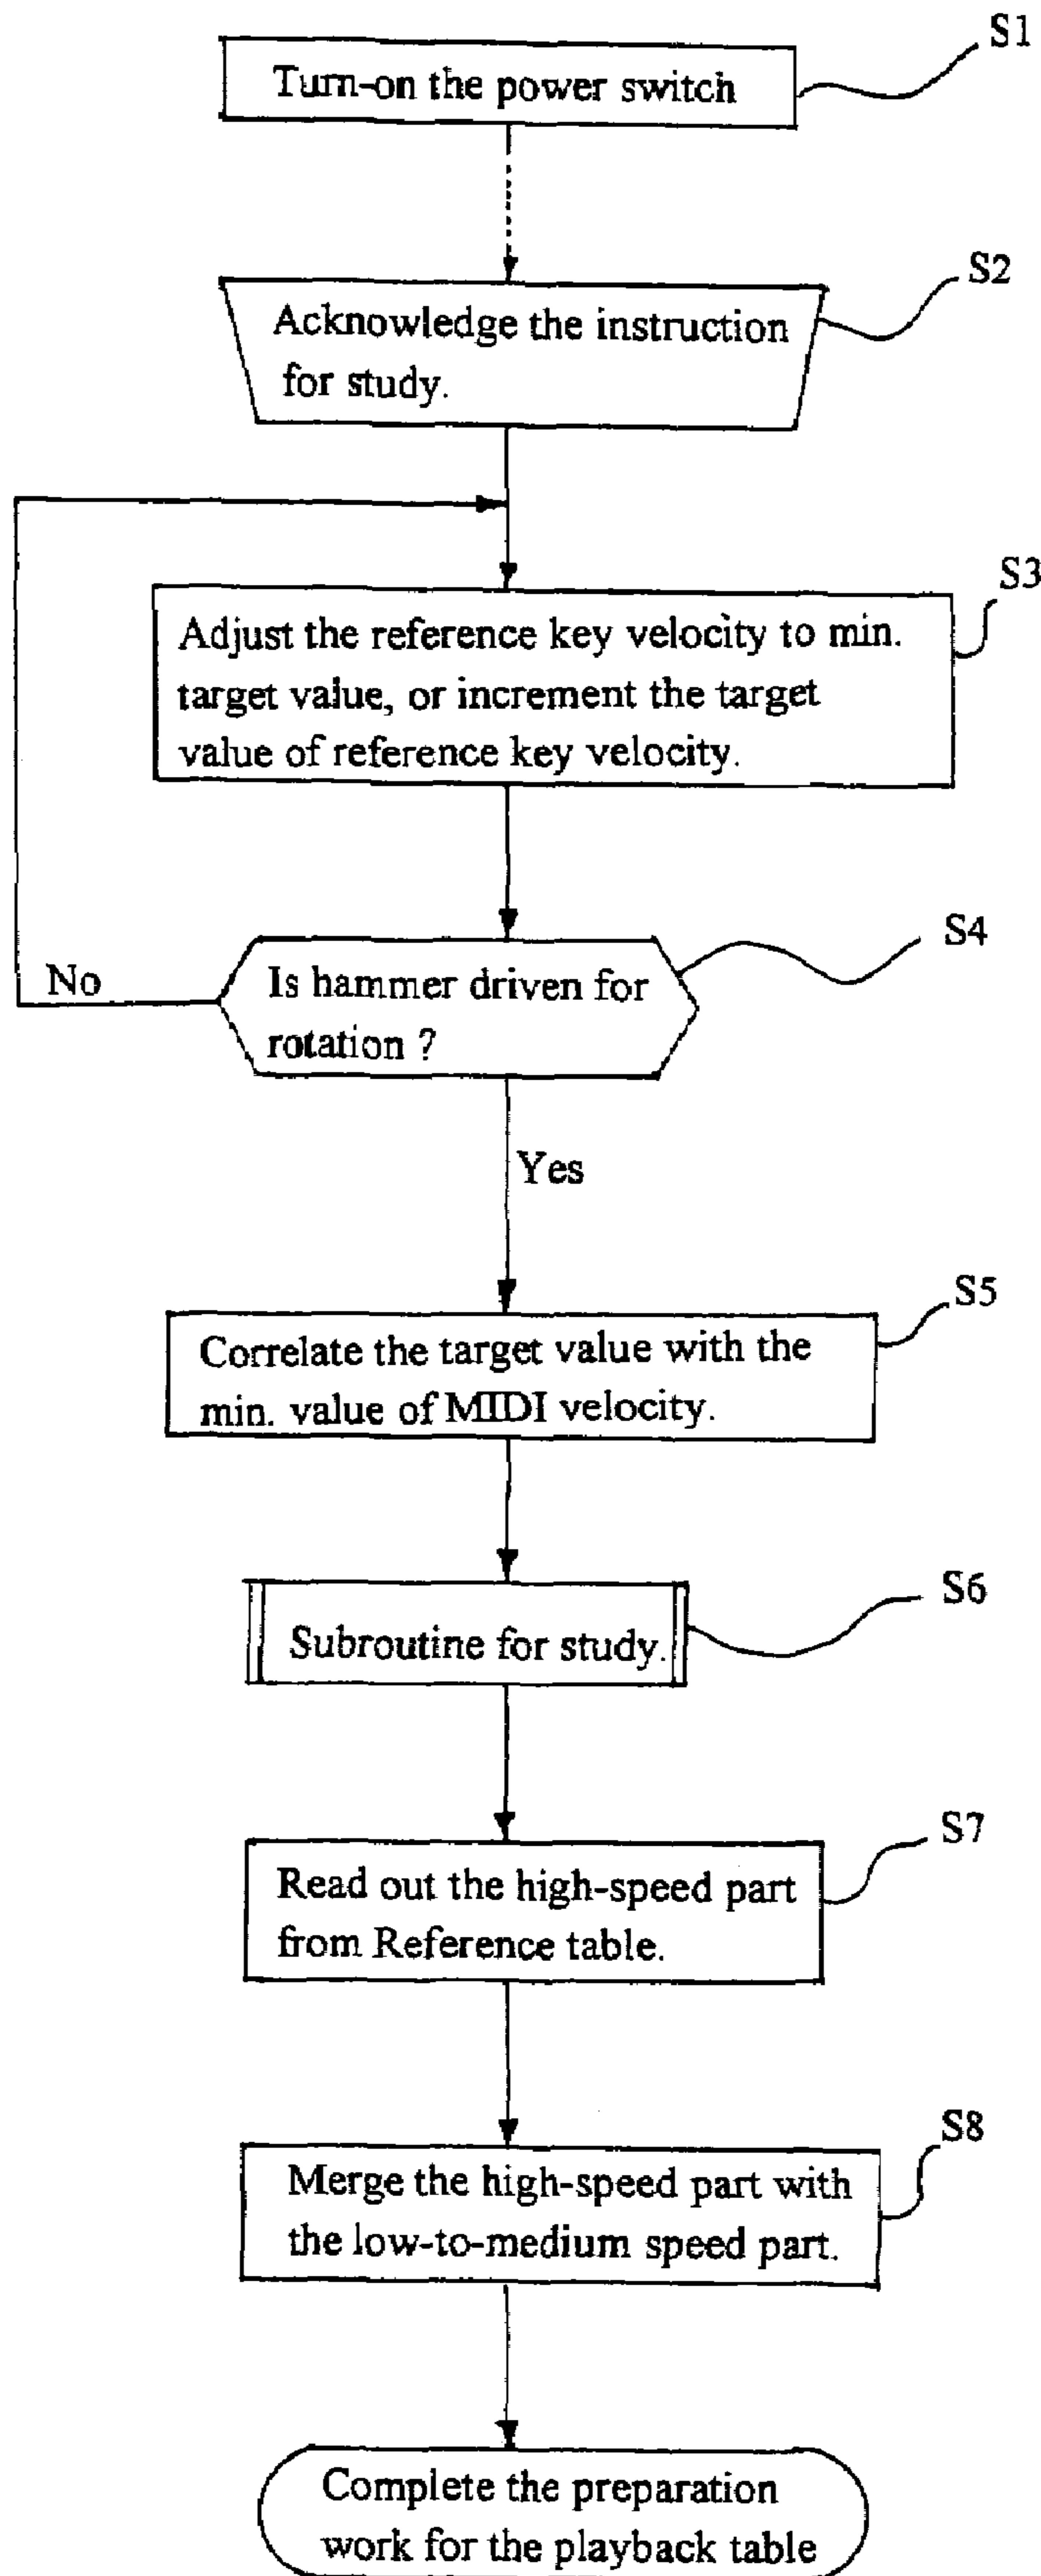 S1
Turn-on the power switch
S2
Acknowledge the instruction
for study.
S3
Adjust the reference key velocity to min.
target value, or increment the target
value of reference key velocity.
S4
No
Is hammer driven for
rotation ?
Yes
S5
Correlate the target value with the
min. value of MIDI velocity.
S6
Subroutine for study.
S7
Read out the high-speed part
from Reference table.
S8
Merge the high-speed part with
the low-to-medium speed part.
Complete the preparation
work for the playback table